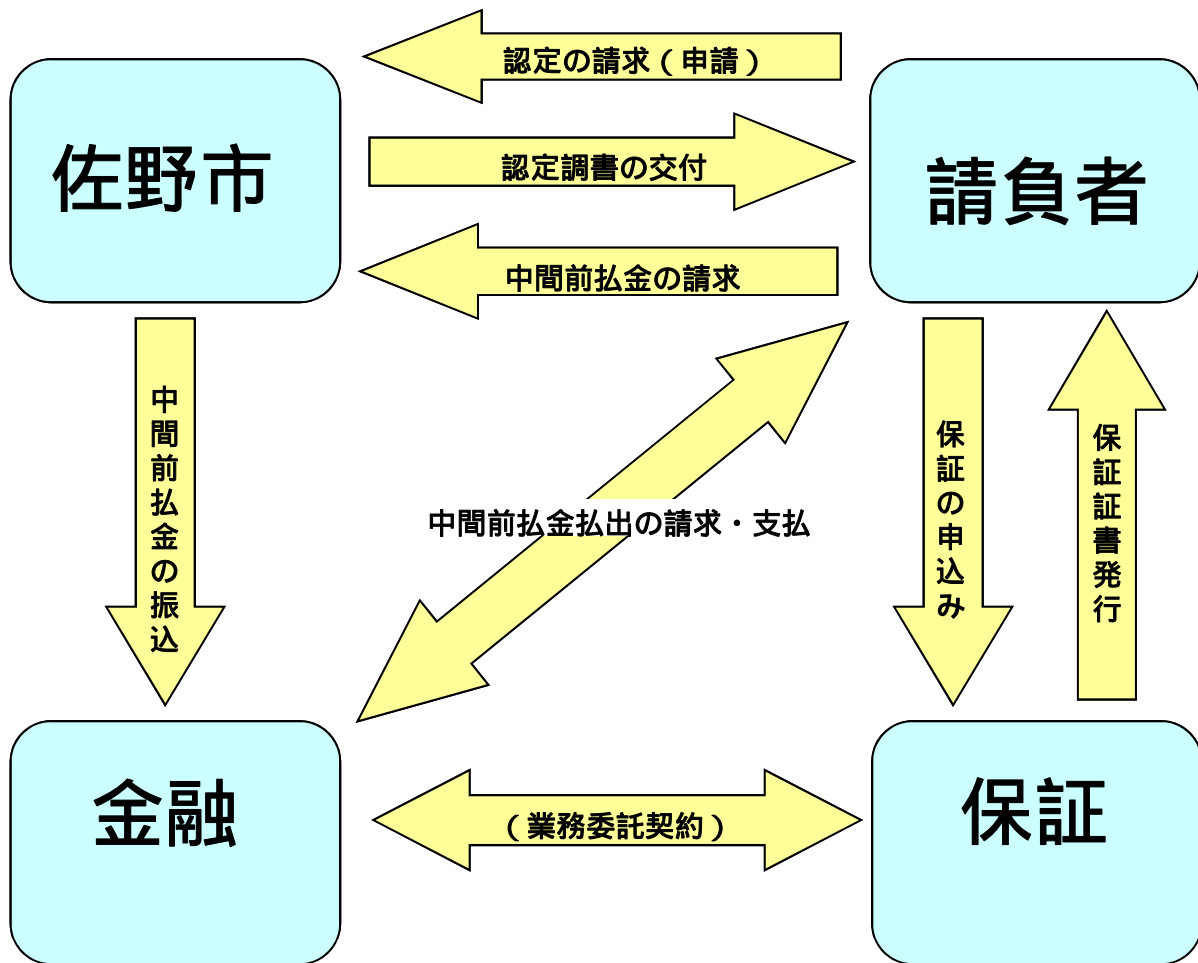 認定の請求（申請）
佐野市
請負者
認定調書の交付
中間前払金の請求
中間前払金の振込
保証の申込み
保証証書発行
中間前払金払出の請求・支払
金融
保証
（業務委託契約）